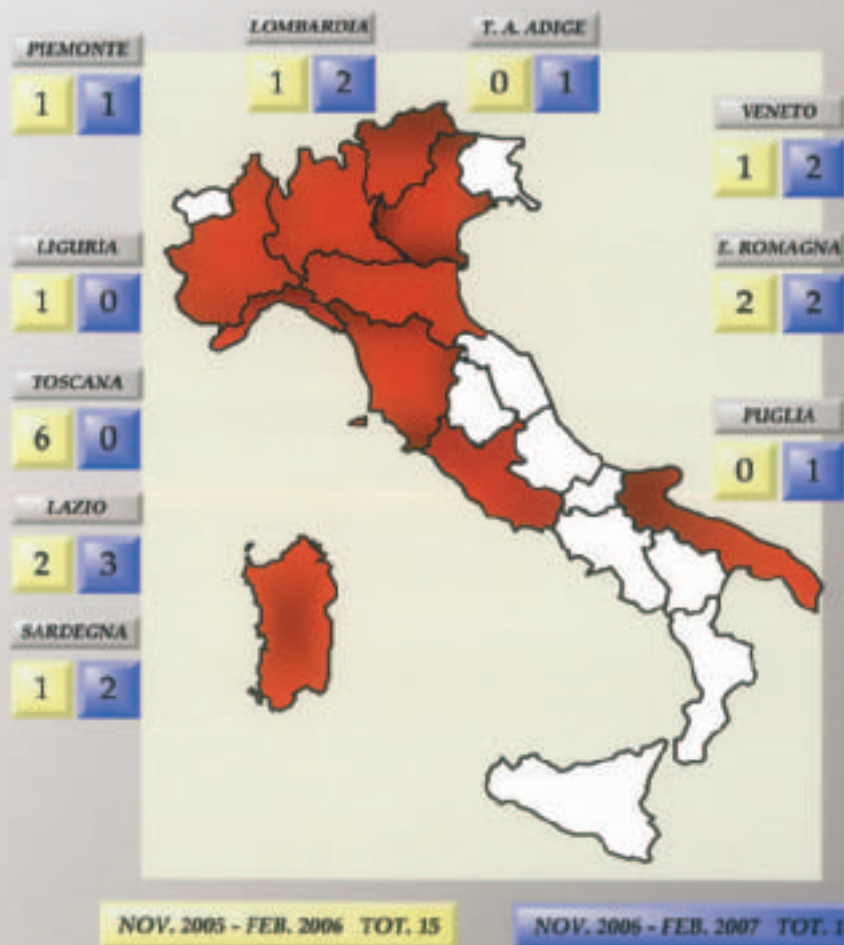 LOMBARDIA
1 2
T. A. ADIGE
0 1
PIEMONTE
1 1
VENETO
1 2
LIGURIA
1 0
E. ROMAGNA
2 2
TOSCANA
6 0
PUGLIA
0 1
LAZIO
2 3
SARDEGNA
1 2
NOV. 2005 - FEB. 2006 TOT. 15
NOV. 2006 - FEB. 2007 TOT.